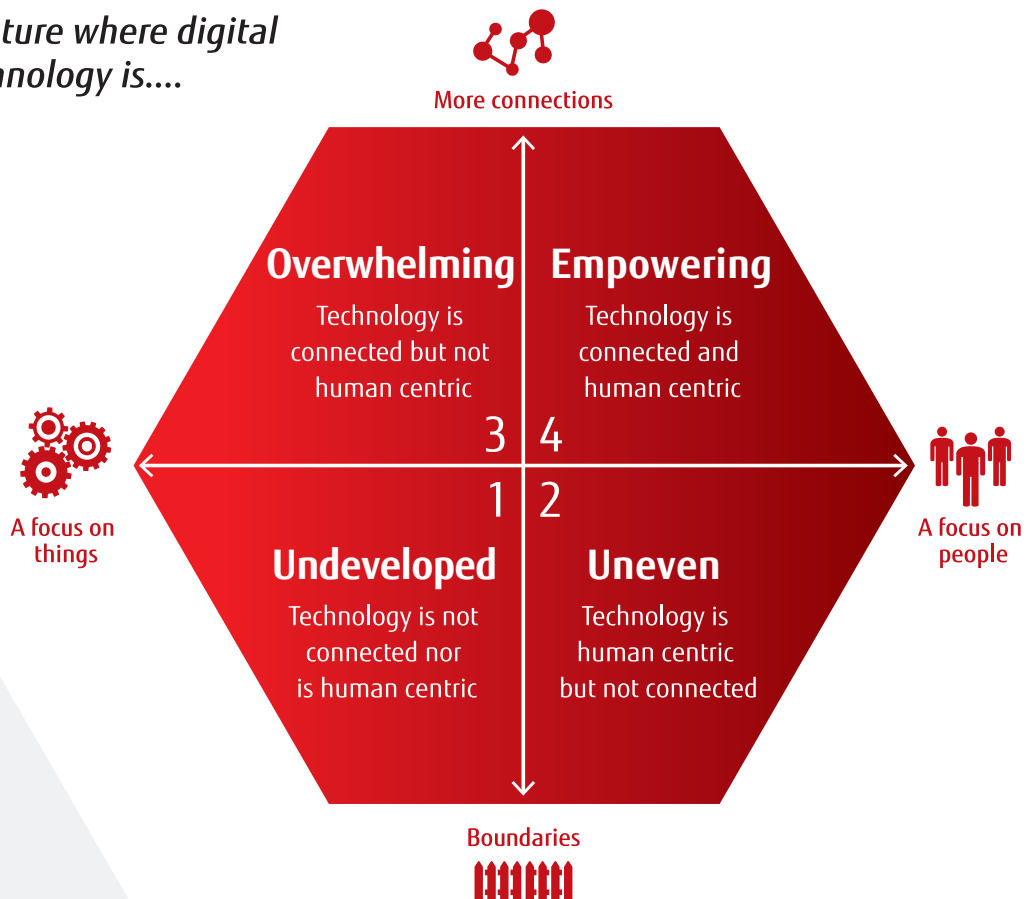 ture where digital
hnology is....
More connections
Overwhelming
Technology is
connected but not
human centric
3
Empowering
Technology is
connected and
human centric
4
A focus on
things
A focus on
people
1
Undeveloped
Technology is not
connected nor
is human centric
2
Uneven
Technology is
human centric
but not connected
Boundaries